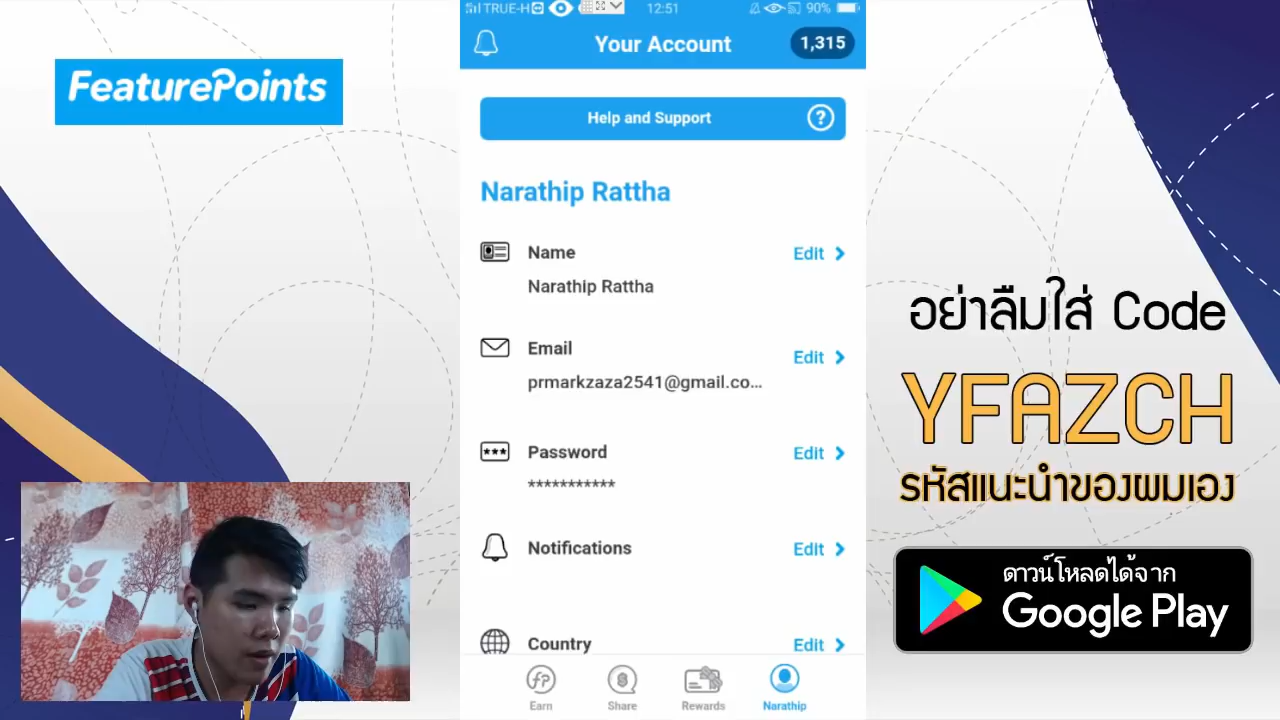 FeaturePoints
TRUE-H
12:51
90%
Your Account
1,315
Help and Support
Narathip Rattha
Name
Edit
Narathip Rattha
Email
Edit
prmarkzaza2541@gmail.co...
Password
Edit
***********
Notifications
Edit
Country
Edit
Earn
Share
Rewards
Narathip
อย่าลืมใส่ Code
YFAZCH
รหัสแนะนำของผมเอง
ดาวน์โหลดได้จาก
Google Play